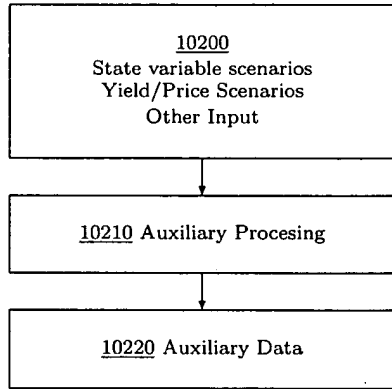 10200
State variable scenarios
Yield/Price Scenarios
Other Input
10210 Auxiliary Procesing
10220 Auxiliary Data